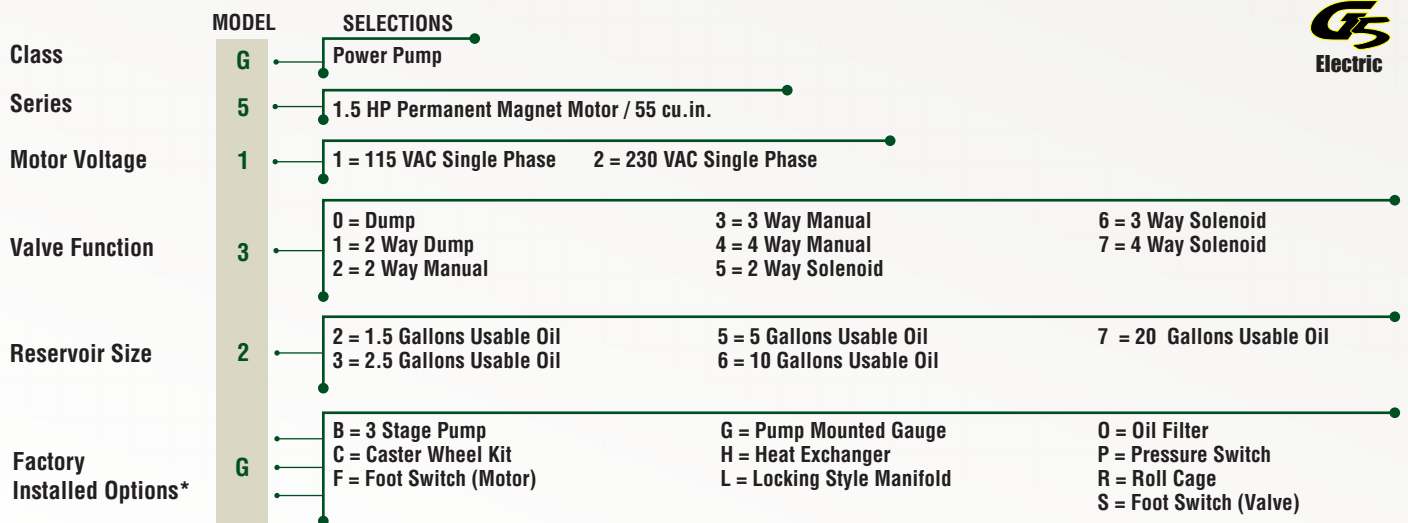 MODEL SELECTIONS
G5
Electric
Class G Power Pump
Series 5 1.5 HP Permanent Magnet Motor / 55 cu.in.
Motor Voltage 1 1 = 115 VAC Single Phase 2 = 230 VAC Single Phase
0 = Dump 3 = 3 Way Manual 6 = 3 Way Solenoid
Valve Function 3 1 = 2 Way Dump 4 = 4 Way Manual 7 = 4 Way Solenoid
2 = 2 Way Manual 5 = 2 Way Solenoid
2 = 1.5 Gallons Usable Oil 5 = 5 Gallons Usable Oil 7 = 20 Gallons Usable Oil
Reservoir Size 2 3 = 2.5 Gallons Usable Oil 6 = 10 Gallons Usable Oil
B = 3 Stage Pump G = Pump Mounted Gauge O = Oil Filter
Factory G C = Caster Wheel Kit H = Heat Exchanger P = Pressure Switch
Installed Options* F = Foot Switch (Motor) L = Locking Style Manifold R = Roll Cage
S = Foot Switch (Valve)